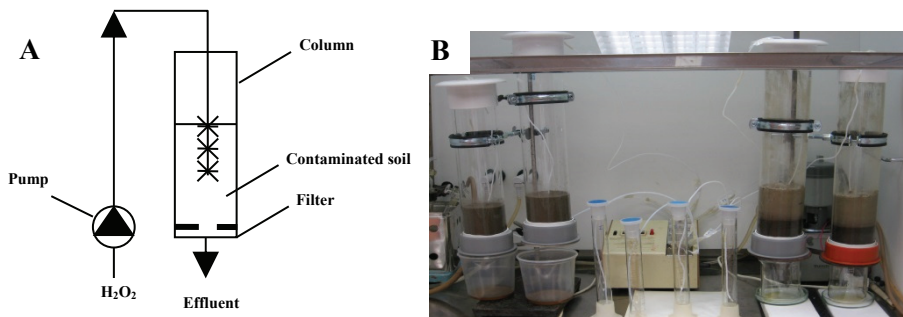 A
Column
Contaminated soil
Filter
Pump
H₂O₂
Effluent
B